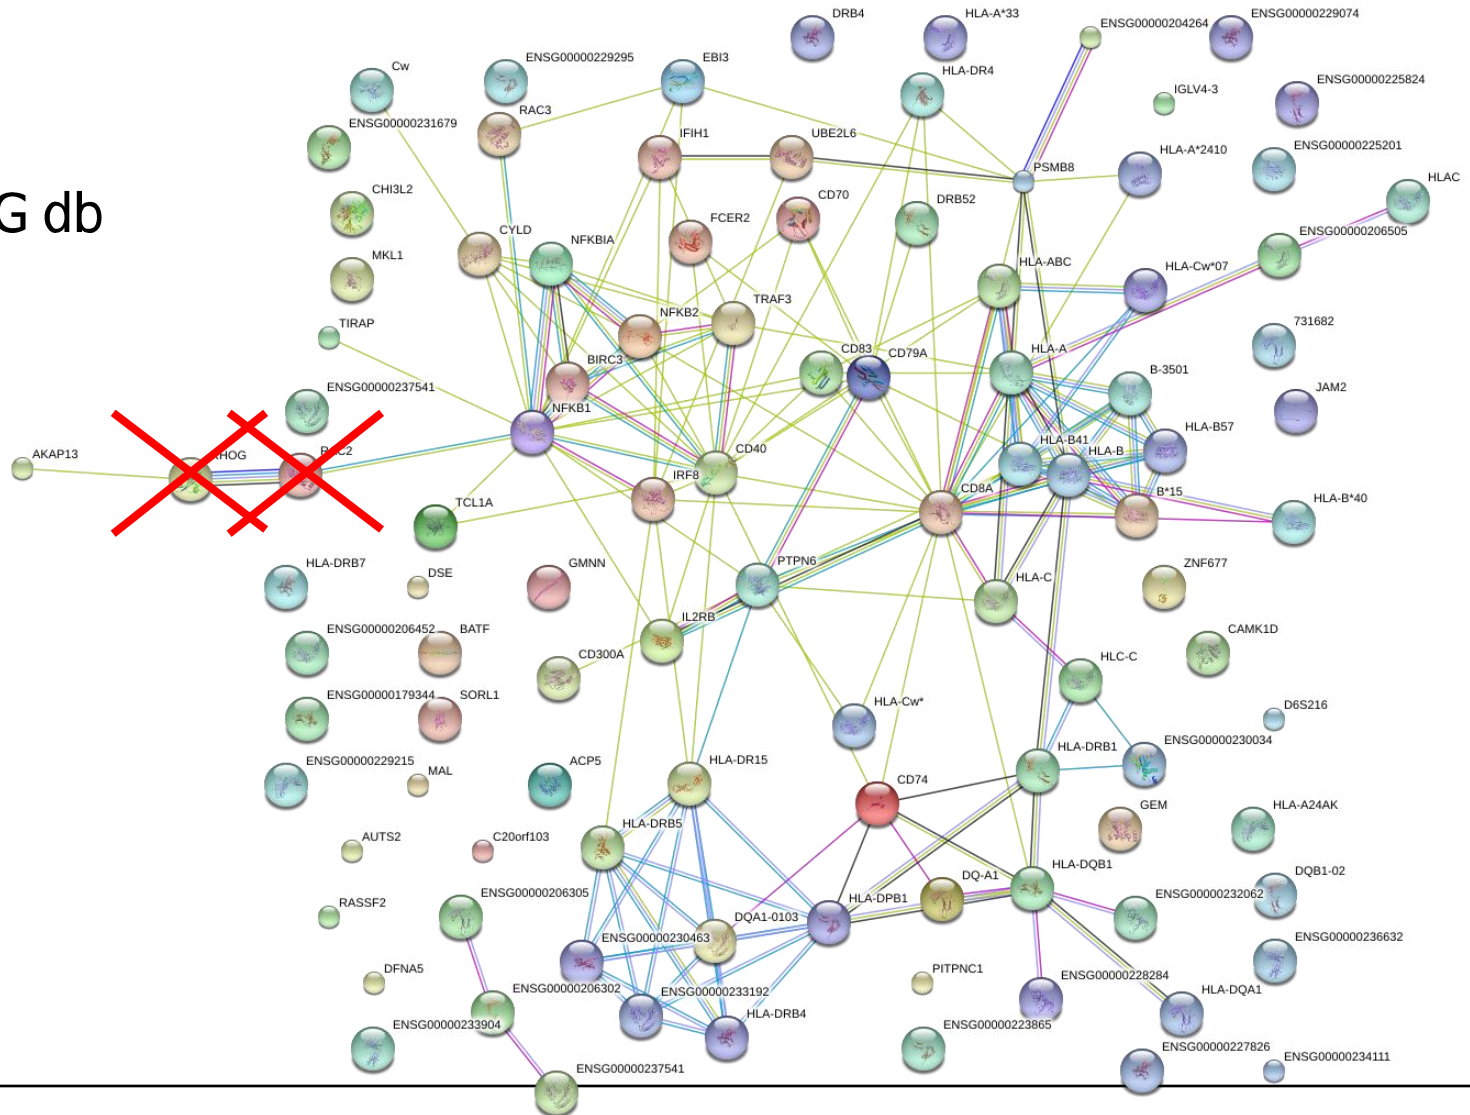 DRB4
HLA-A*33
ENSG00000204264
ENSG00000229074
Cw
ENSG00000229295
EBI3
HLA-DR4
IGLV4-3
ENSG00000225824
ENSG00000231679
RAC3
IFIH1
UBE2L6
PSMB8
HLA-A*2410
ENSG00000225201
HLAC
G db
CHI3L2
CD70
DRB52
FCER2
CYLD
NFKBIA
ENSG00000206505
MKL1
HLA-ABC
HLA-Cw*07
TRAF3
NFKB2
TIRAP
731682
BIRC3
CD83
CD79A
HLA-A
B-3501
ENSG00000237541
JAM2
NFKB1
HLA-B57
HLA-B41
HLA-B
AKAP13
CD40
IRF8
CD8A
B*15
HLA-B*40
TCL1A
HLA-DRB7
DSE
GMNN
PTPN6
HLA-C
ZNF677
IL2RB
ENSG00000206452
BATF
CD300A
HLC-C
CAMK1D
ENSG00000179344
SORL1
HLA-Cw*
D6S216
ENSG00000229215
MAL
ACP5
HLA-DR15
HLA-DRB1
ENSG00000230034
CD74
GEM
HLA-A24AK
AUTS2
C20orf103
HLA-DRB5
HLA-DQB1
DQ-A1
DQB1-02
ENSG00000206305
HLA-DPB1
ENSG00000232062
RASSF2
DQA1-0103
ENSG00000230463
ENSG00000236632
DFNA5
PITPNC1
ENSG00000228284
ENSG00000206302
ENSG00000233192
HLA-DQA1
ENSG00000233904
HLA-DRB4
ENSG00000223865
ENSG00000227826
ENSG00000234111
ENSG00000237541